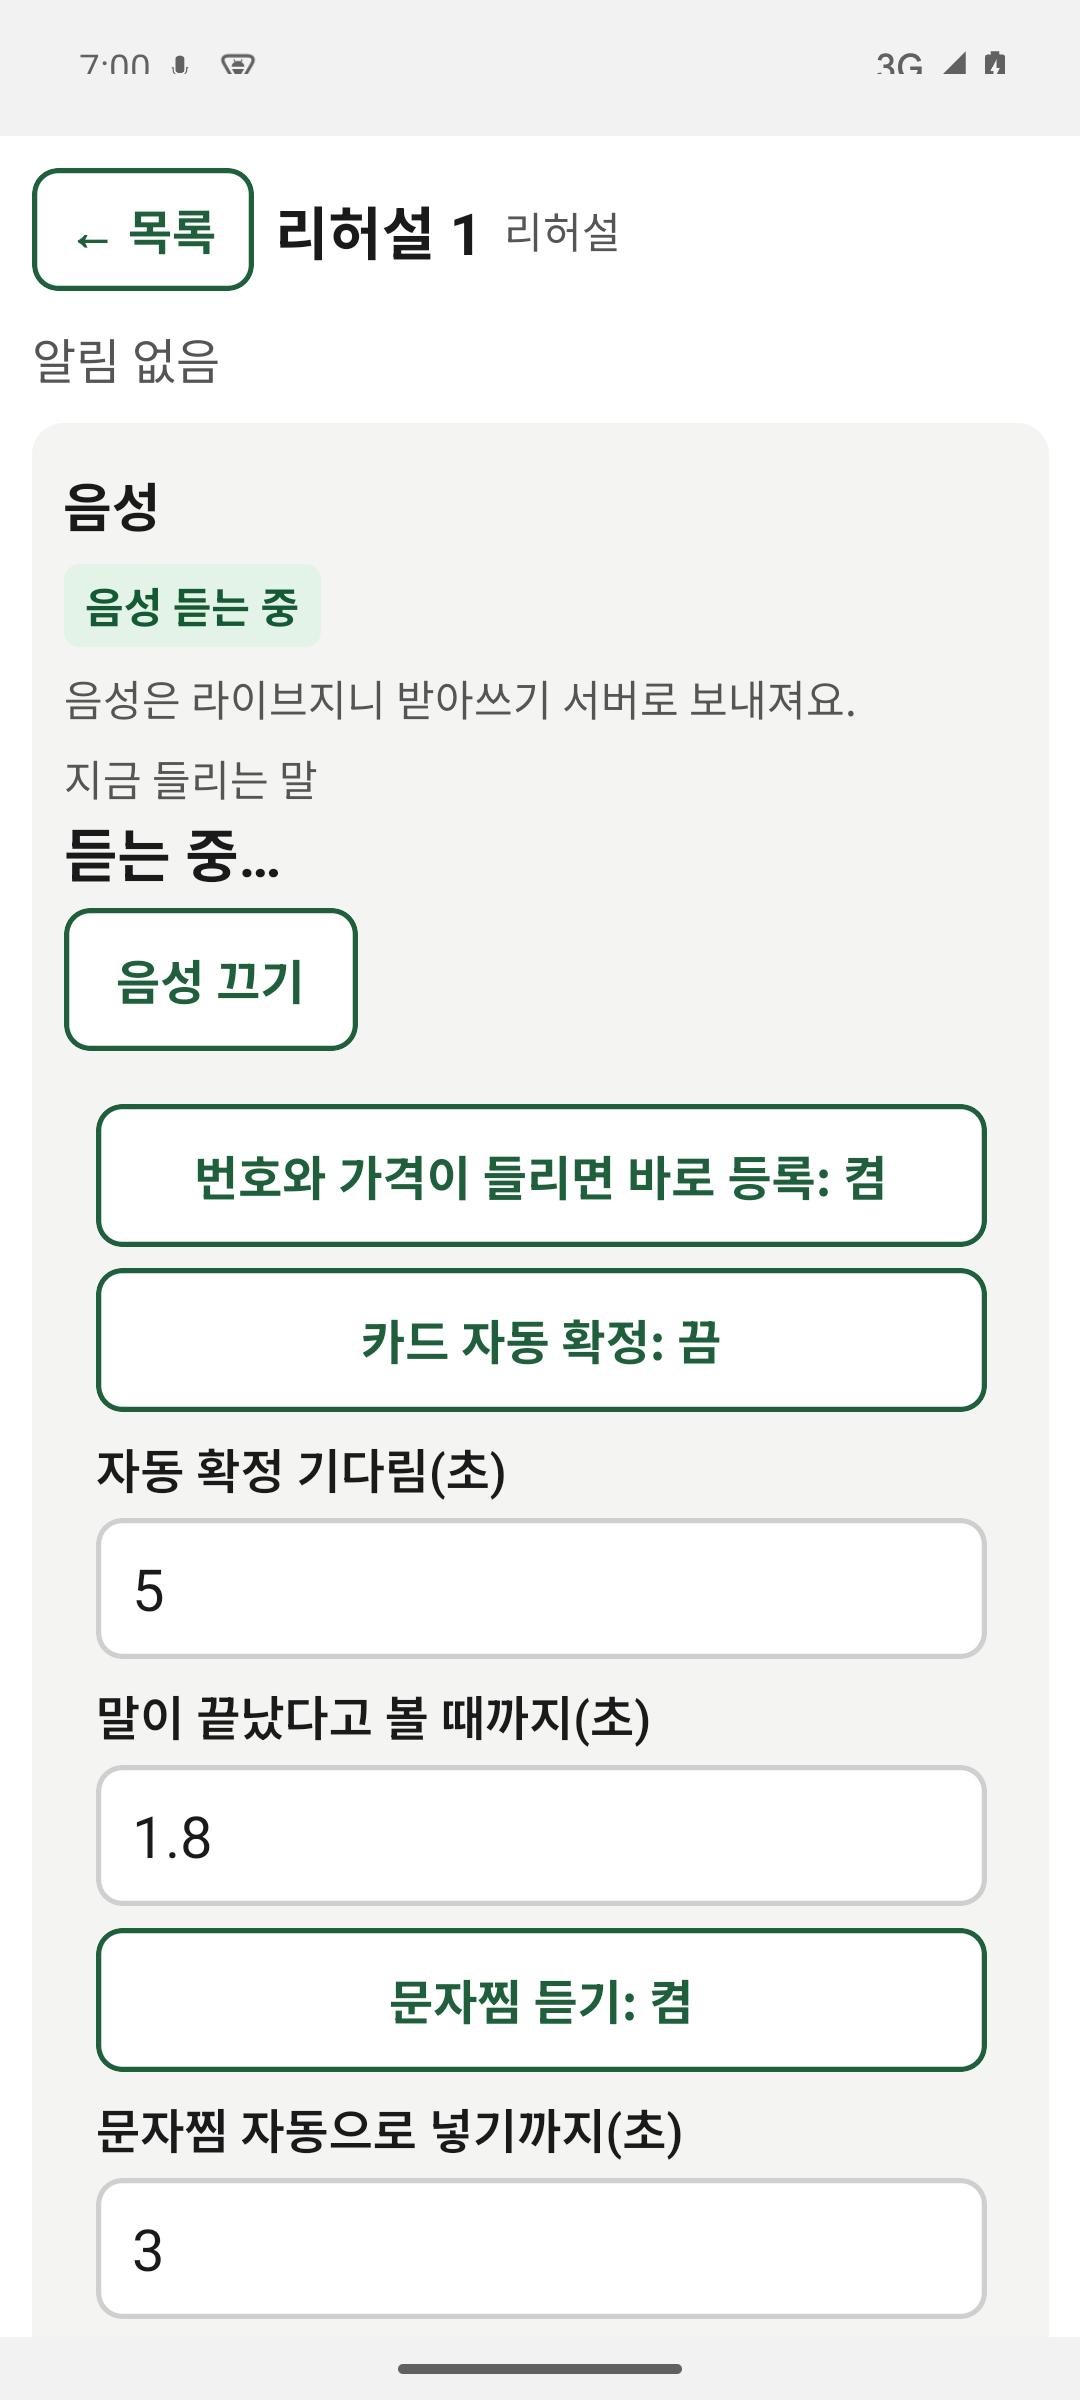 7:00 3G
← 목록 리허설 1 리허설
알림 없음
음성
음성 듣는 중
음성은 라이브지니 받아쓰기 서버로 보내져요.
지금 들리는 말
듣는 중...
음성 끄기
번호와 가격이 들리면 바로 등록: 켬
카드 자동 확정: 끔
자동 확정 기다림(초)
5
말이 끝났다고 볼 때까지(초)
1.8
문자찜 듣기: 켬
문자찜 자동으로 넣기까지(초)
3